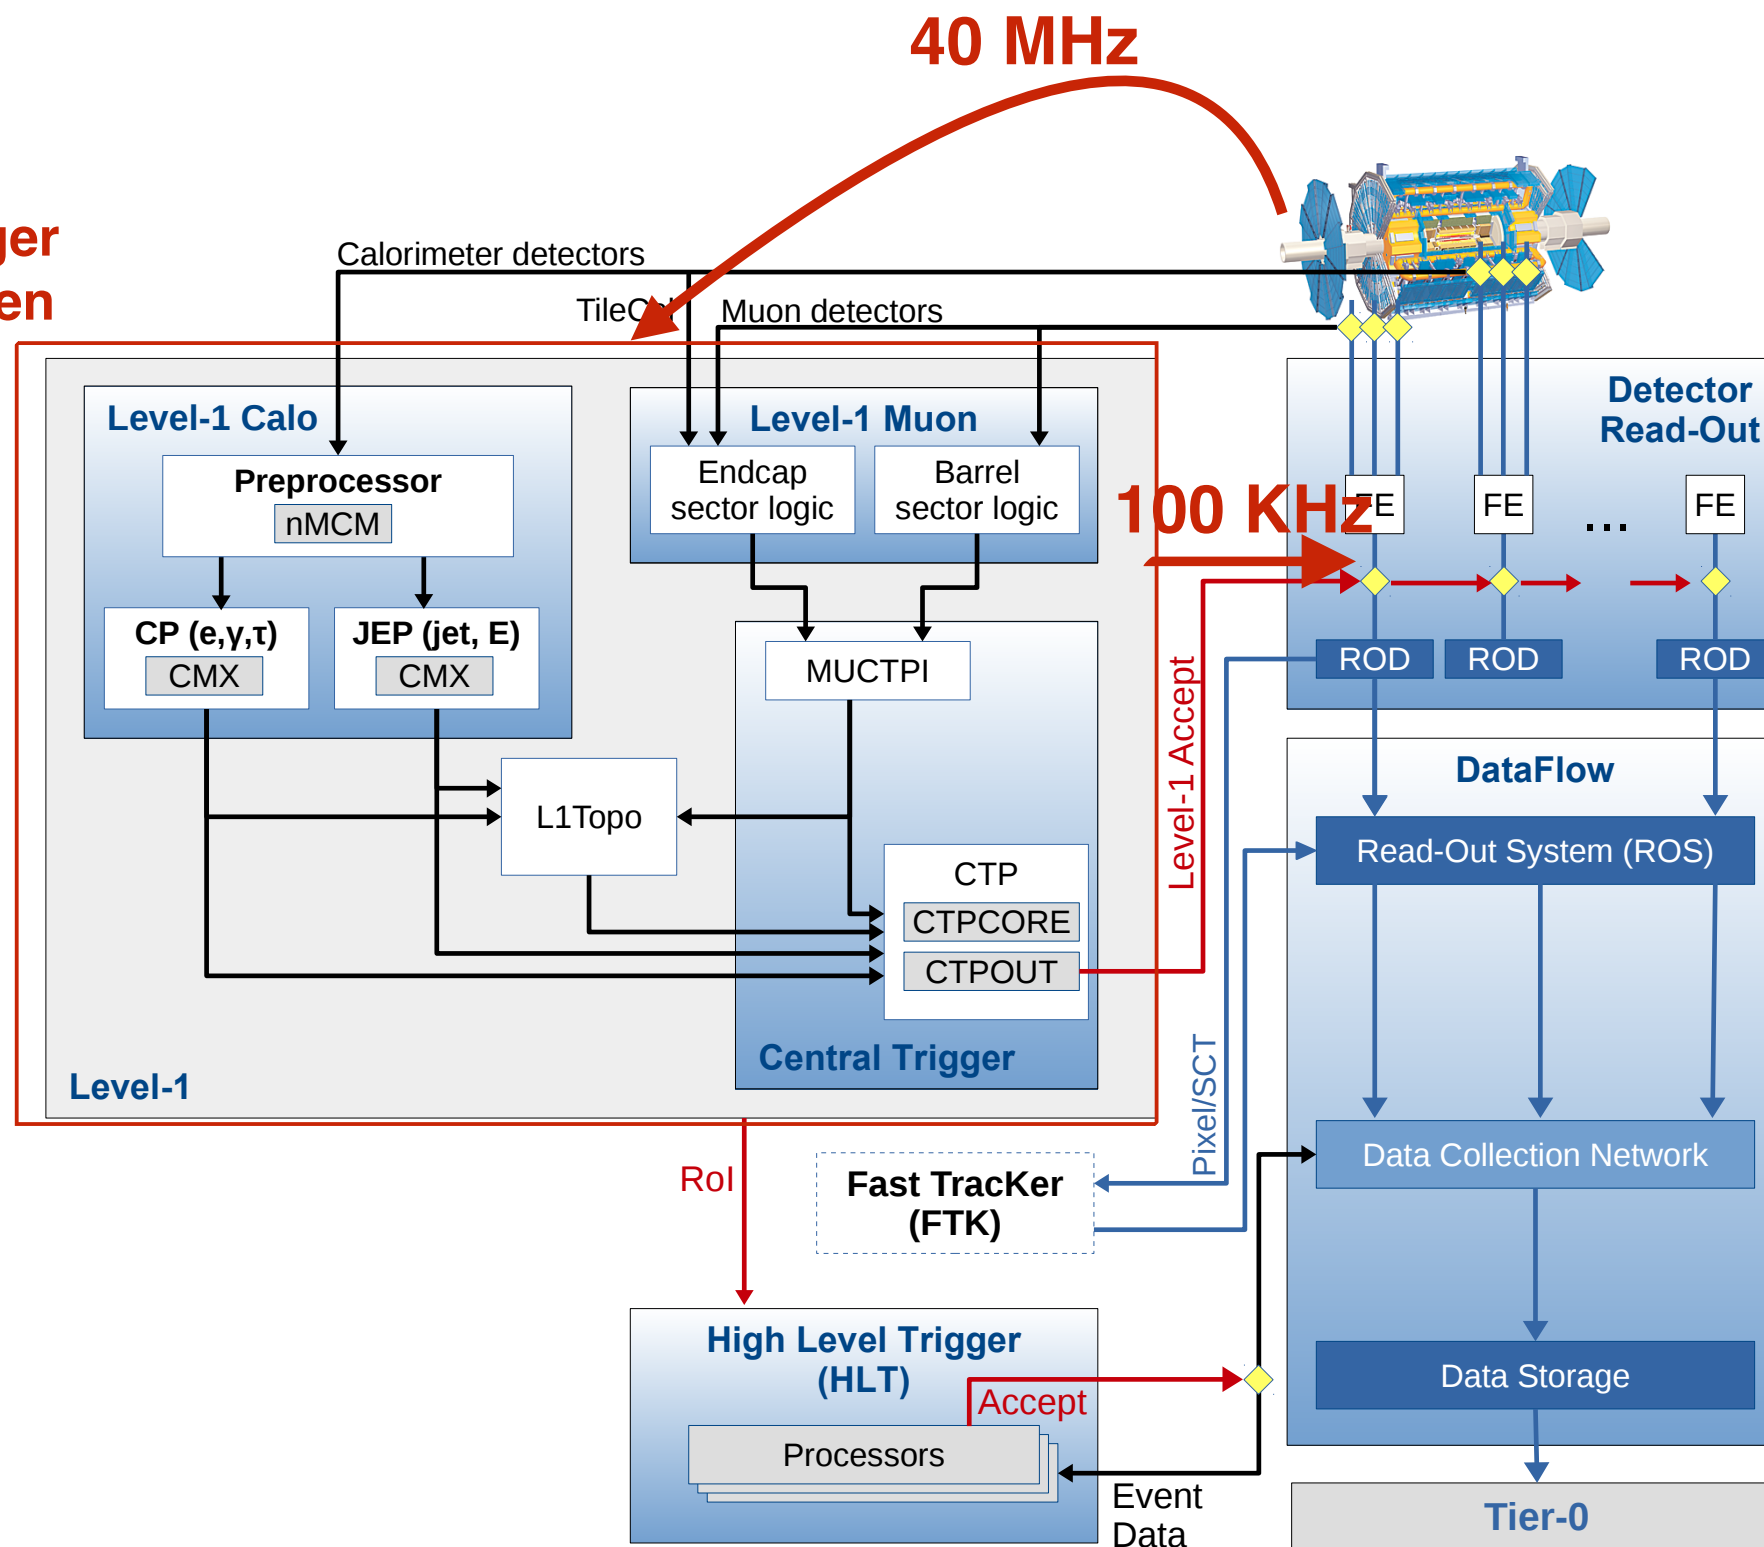 40 MHz
ger
en
Calorimeter detectors
TileCal
Muon detectors
Level-1 Calo
Preprocessor
nMCM
CP (e,γ,τ)
CMX
JEP (jet, E)
CMX
Level-1 Muon
Endcap
sector logic
Barrel
sector logic
100 KHz
Detector
Read-Out
FE
FE
...
FE
ROD
ROD
ROD
MUCTPI
L1Topo
CTP
CTPCORE
CTPOUT
Central Trigger
Level-1
Level-1 Accept
Pixel/SCT
DataFlow
Read-Out System (ROS)
Data Collection Network
Data Storage
Tier-0
RoI
Fast TracKer
(FTK)
High Level Trigger
(HLT)
Accept
Processors
Event
Data